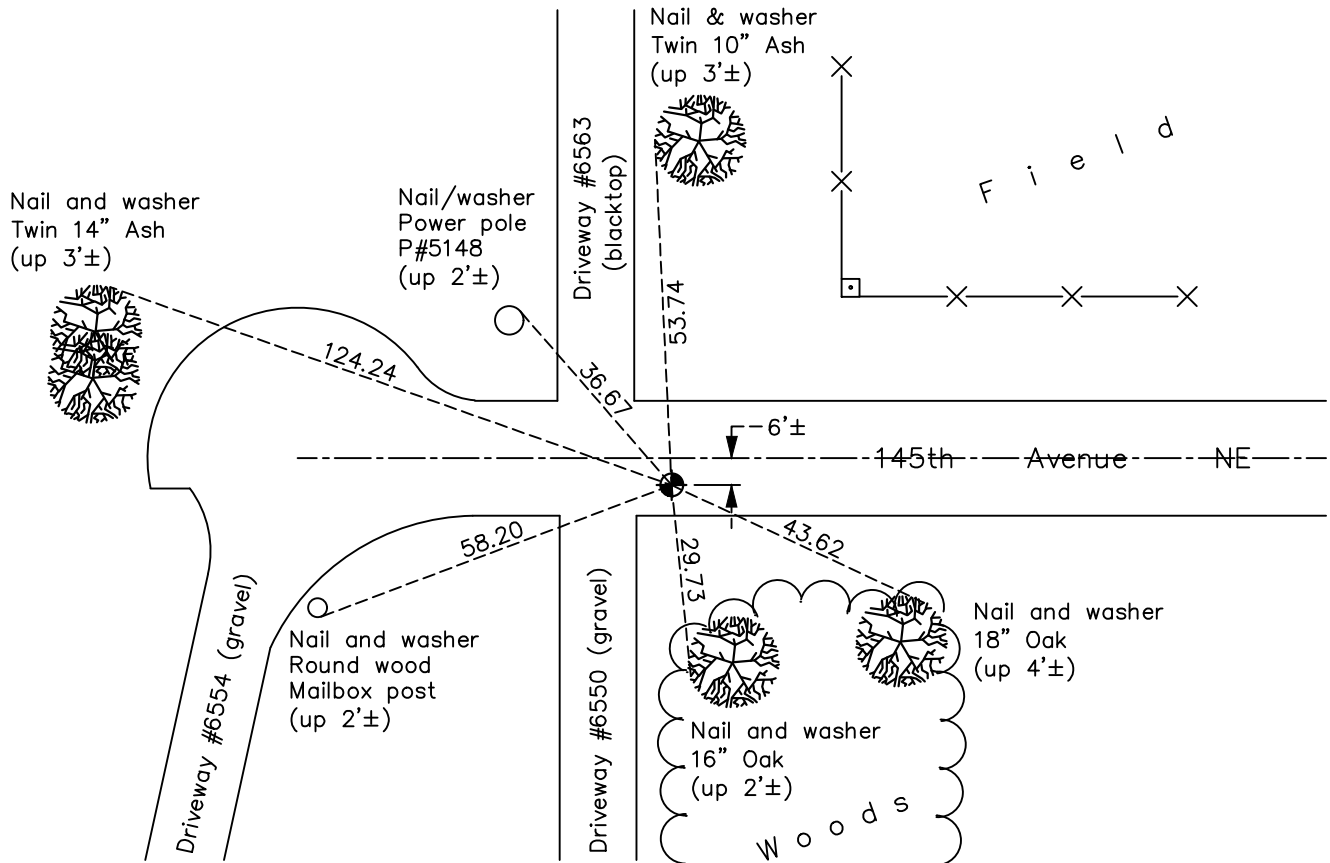 Nail & washer
Twin 10" Ash
(up 3'±)
Field
Driveway #6563
(blacktop)
Nail and washer
Twin 14" Ash
(up 3'±)
Nail/washer
Power pole
P#5148
(up 2'±)
53.74
124.24
36.67
6'±
145th Avenue NE
58.20
29.73
43.62
Driveway #6554 (gravel)
Nail and washer
Round wood
Mailbox post
(up 2'±)
Driveway #6550 (gravel)
Nail and washer
18" Oak
(up 4'±)
Nail and washer
16" Oak
(up 2'±)
Woods